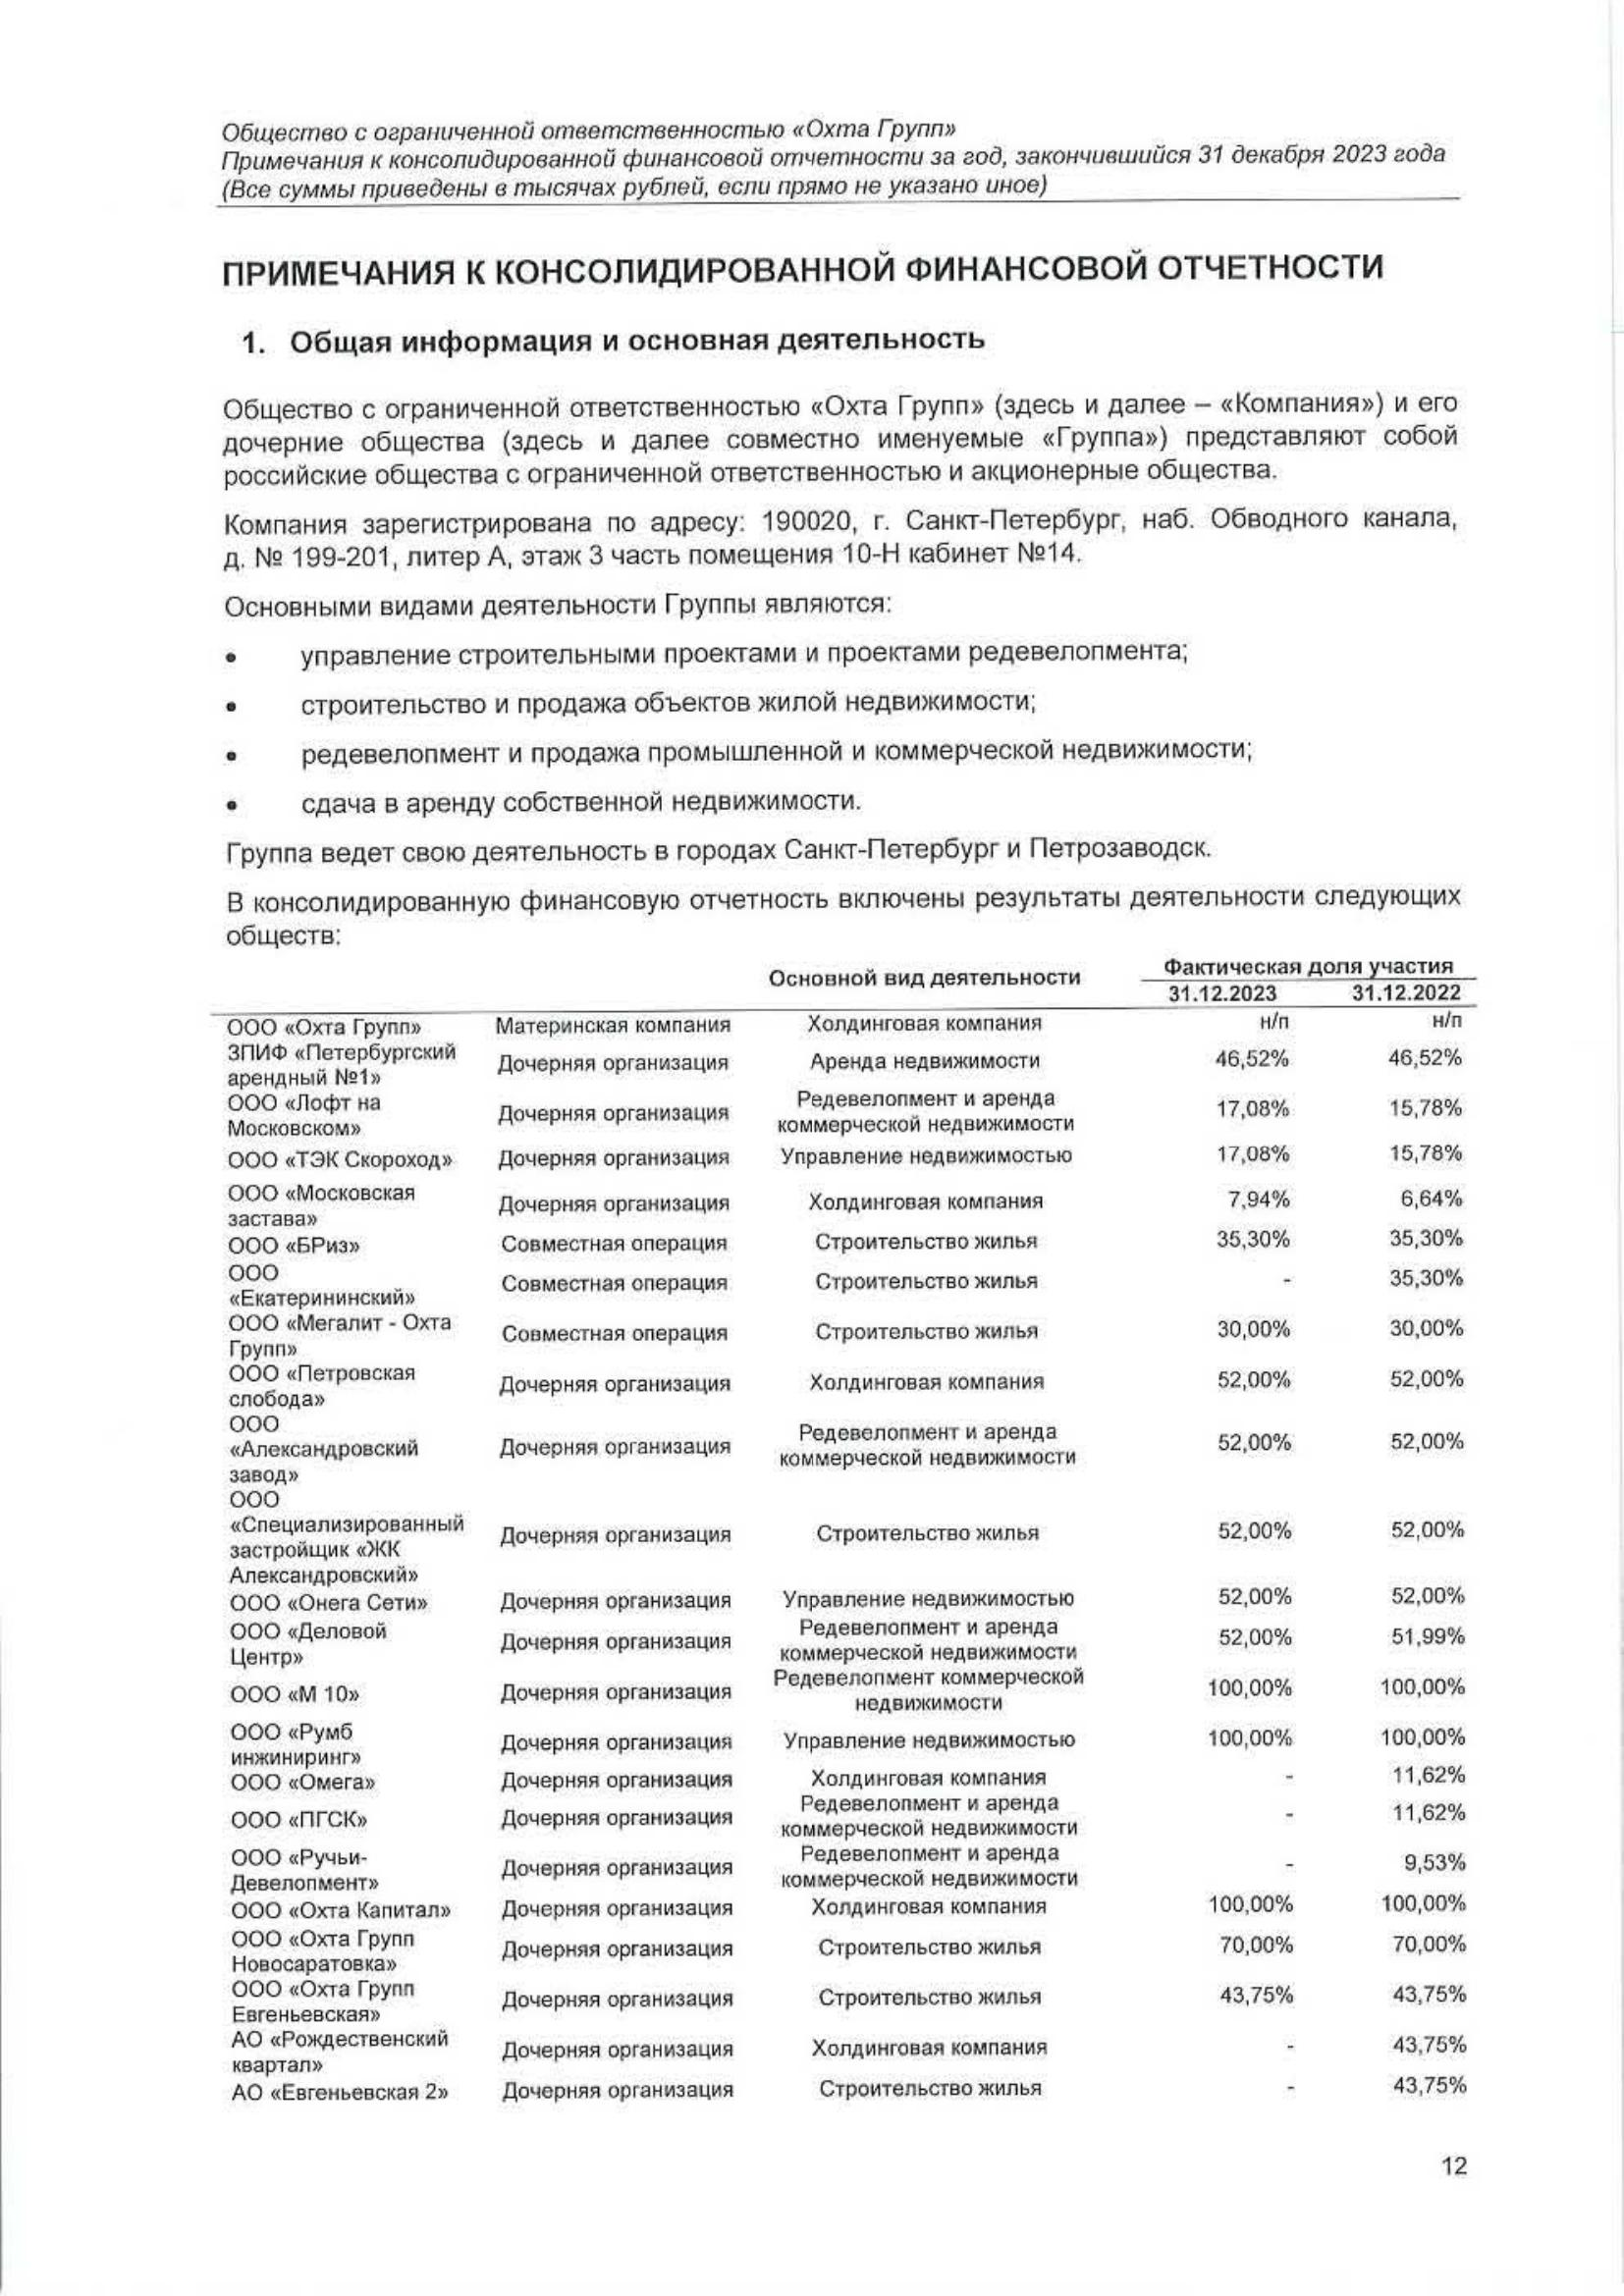 Общество с ограниченной ответственностью «Охта Групп»
Примечания к консолидированной финансовой отчетности за год, закончившийся 31 декабря 2023 года
(Все суммы приведены в тысячах рублей, если прямо не указано иное)
ПРИМЕЧАНИЯ К КОНСОЛИДИРОВАННОЙ ФИНАНСОВОЙ ОТЧЕТНОСТИ
1. Общая информация и основная деятельность
Общество с ограниченной ответственностью «Охта Групп» (здесь и далее – «Компания») и его
дочерние общества (здесь и далее совместно именуемые «Группа») представляют собой
российские общества с ограниченной ответственностью и акционерные общества.
Компания зарегистрирована по адресу: 190020, г. Санкт-Петербург, наб. Обводного канала,
д. № 199-201, литер А, этаж 3 часть помещения 10-Н кабинет №14.
Основными видами деятельности Группы являются:
• управление строительными проектами и проектами редевелопмента;
• строительство и продажа объектов жилой недвижимости;
• редевелопмент и продажа промышленной и коммерческой недвижимости;
• сдача в аренду собственной недвижимости.
Группа ведет свою деятельность в городах Санкт-Петербург и Петрозаводск.
В консолидированную финансовую отчетность включены результаты деятельности следующих
обществ:
Основной вид деятельности Фактическая доля участия
31.12.2023 31.12.2022
ООО «Охта Групп» Материнская компания Холдинговая компания н/п н/п
ЗПИФ «Петербургский
арендный №1» Дочерняя организация Аренда недвижимости 46,52% 46,52%
ООО «Лофт на
Московском» Дочерняя организация Редевелопмент и аренда
коммерческой недвижимости 17,08% 15,78%
ООО «ТЭК Скороход» Дочерняя организация Управление недвижимостью 17,08% 15,78%
ООО «Московская
застава» Дочерняя организация Холдинговая компания 7,94% 6,64%
ООО «БРиз» Совместная операция Строительство жилья 35,30% 35,30%
ООО
«Екатерининский» Совместная операция Строительство жилья - 35,30%
ООО «Мегалит - Охта
Групп» Совместная операция Строительство жилья 30,00% 30,00%
ООО «Петровская
слобода» Дочерняя организация Холдинговая компания 52,00% 52,00%
ООО
«Александровский
завод» Дочерняя организация Редевелопмент и аренда
коммерческой недвижимости 52,00% 52,00%
ООО
«Специализированный
застройщик «ЖК
Александровский» Дочерняя организация Строительство жилья 52,00% 52,00%
ООО «Онега Сети» Дочерняя организация Управление недвижимостью 52,00% 52,00%
ООО «Деловой
Центр» Дочерняя организация Редевелопмент и аренда
коммерческой недвижимости 52,00% 51,99%
ООО «М 10» Дочерняя организация Редевелопмент коммерческой
недвижимости 100,00% 100,00%
ООО «Румб
инжиниринг» Дочерняя организация Управление недвижимостью 100,00% 100,00%
ООО «Омега» Дочерняя организация Холдинговая компания - 11,62%
ООО «ПГСК» Дочерняя организация Редевелопмент и аренда
коммерческой недвижимости - 11,62%
ООО «Ручьи-
Девелопмент» Дочерняя организация Редевелопмент и аренда
коммерческой недвижимости - 9,53%
ООО «Охта Капитал» Дочерняя организация Холдинговая компания 100,00% 100,00%
ООО «Охта Групп
Новосаратовка» Дочерняя организация Строительство жилья 70,00% 70,00%
ООО «Охта Групп
Евгеньевская» Дочерняя организация Строительство жилья 43,75% 43,75%
АО «Рождественский
квартал» Дочерняя организация Холдинговая компания - 43,75%
АО «Евгеньевская 2» Дочерняя организация Строительство жилья - 43,75%
12